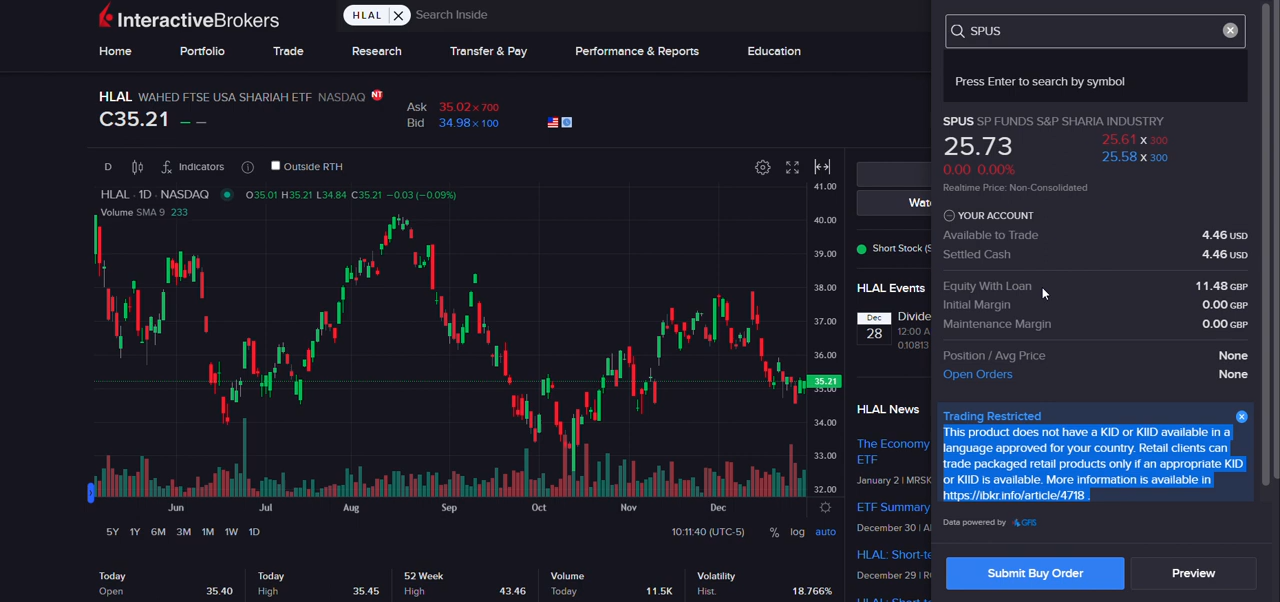 InteractiveBrokers
HLAL
Search Inside
Home Portfolio Trade Research Transfer & Pay Performance & Reports Education
HLAL WAHED FTSE USA SHARIAH ETF NASDAQ NT
C35.21 – –
Ask 35.02 x 700
Bid 34.98 x 100
D Indicators Outside RTH
HLAL · 1D · NASDAQ O35.01 H35.21 L34.84 C35.21 −0.03 (−0.09%)
Volume SMA 9 233
41.00
40.00
39.00
38.00
37.00
36.00
35.21
35.00
34.00
33.00
32.00
Jun Jul Aug Sep Oct Nov Dec
5Y 1Y 6M 3M 1M 1W 1D 10:11:40 (UTC-5) % log auto
Today
Open 35.40
Today
High 35.45
52 Week
High 43.46
Volume
Today 11.5K
Volatility
Hist. 18.766%
Short Stock (S
HLAL Events
Dec
28
Divide
12:00 A
0.10813
HLAL News
The Economy
ETF
January 2 | MRSK
ETF Summary
December 30 | A
HLAL: Short-te
SPUS
Press Enter to search by symbol
SPUS SP FUNDS S&P SHARIA INDUSTRY
25.73
25.61 x 300
25.58 x 300
0.00 0.00%
Realtime Price: Non-Consolidated
YOUR ACCOUNT
Available to Trade 4.46 USD
Settled Cash 4.46 USD
Equity With Loan 11.48 GBP
Initial Margin 0.00 GBP
Maintenance Margin 0.00 GBP
Position / Avg Price None
Open Orders None
Trading Restricted
This product does not have a KID or KIID available in a
language approved for your country. Retail clients can
trade packaged retail products only if an appropriate KID
or KIID is available. More information is available in
https://ibkr.info/article/4718 .
Data powered by GFIS
Submit Buy Order
Preview